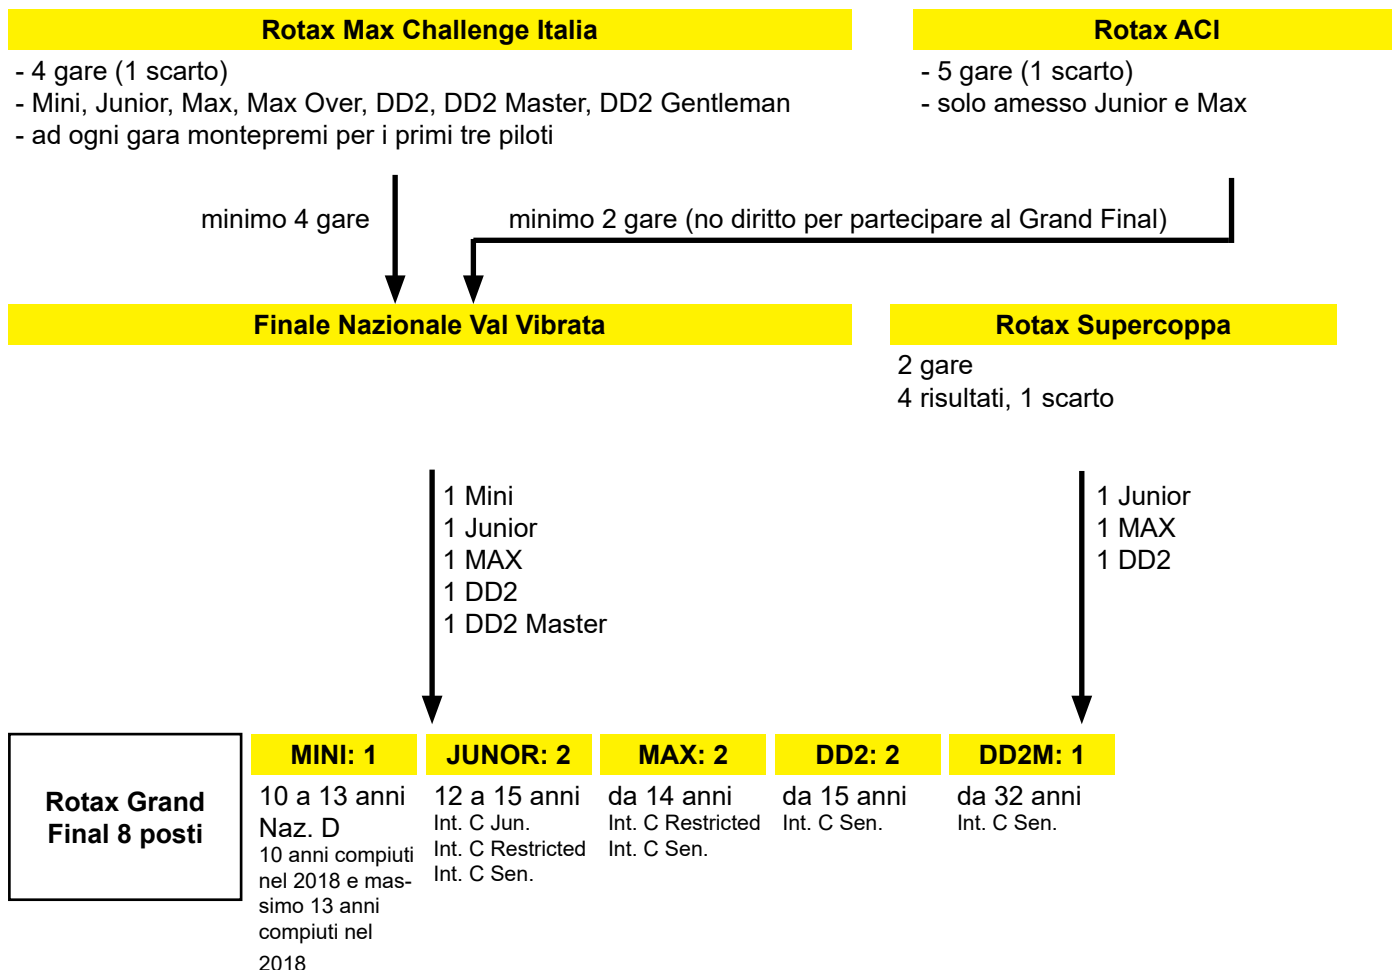 Rotax Max Challenge Italia
- 4 gare (1 scarto)
- Mini, Junior, Max, Max Over, DD2, DD2 Master, DD2 Gentleman
- ad ogni gara montepremi per i primi tre piloti
Rotax ACI
- 5 gare (1 scarto)
- solo amesso Junior e Max
minimo 4 gare
minimo 2 gare (no diritto per partecipare al Grand Final)
Finale Nazionale Val Vibrata
Rotax Supercoppa
2 gare
4 risultati, 1 scarto
1 Mini
1 Junior
1 MAX
1 DD2
1 DD2 Master
1 Junior
1 MAX
1 DD2
Rotax Grand
Final 8 posti
MINI: 1
10 a 13 anni
Naz. D
10 anni compiuti
nel 2018 e mas-
simo 13 anni
compiuti nel
2018
JUNOR: 2
12 a 15 anni
Int. C Jun.
Int. C Restricted
Int. C Sen.
MAX: 2
da 14 anni
Int. C Restricted
Int. C Sen.
DD2: 2
da 15 anni
Int. C Sen.
DD2M: 1
da 32 anni
Int. C Sen.